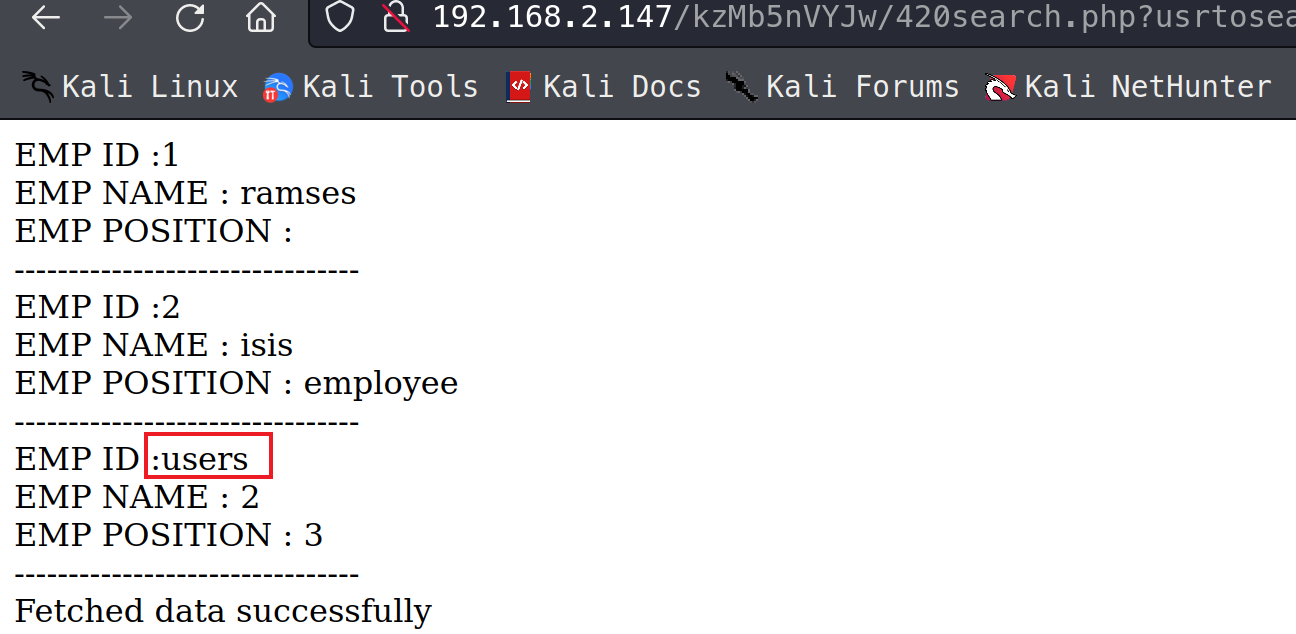 192.168.2.147/kzMb5nVYJw/420search.php?usrtosea
Kali Linux Kali Tools Kali Docs Kali Forums Kali NetHunter
EMP ID :1
EMP NAME : ramses
EMP POSITION :
--------------------------------
EMP ID :2
EMP NAME : isis
EMP POSITION : employee
--------------------------------
EMP ID :users
EMP NAME : 2
EMP POSITION : 3
--------------------------------
Fetched data successfully